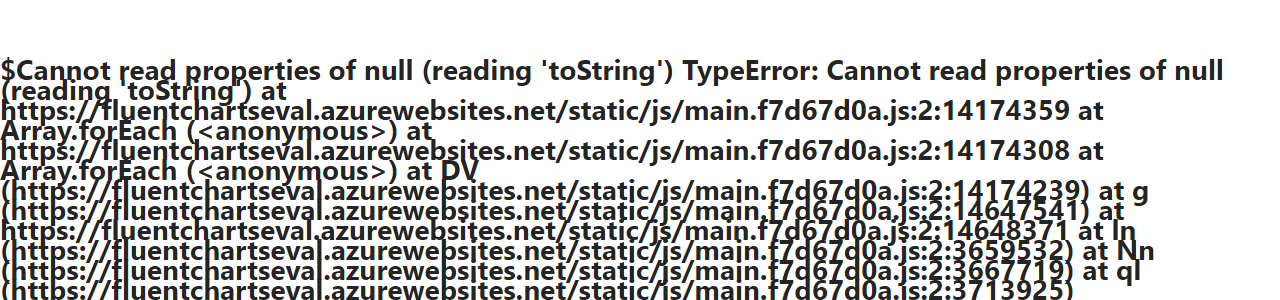 $Cannot read properties of null (reading 'toString') TypeError: Cannot read properties of null
(reading 'toString') at
https://fluentchartseval.azurewebsites.net/static/js/main.f7d67d0a.js:2:14174359 at
Array.forEach (<anonymous>) at
https://fluentchartseval.azurewebsites.net/static/js/main.f7d67d0a.js:2:14174308 at
Array.forEach (<anonymous>) at DV
(https://fluentchartseval.azurewebsites.net/static/js/main.f7d67d0a.js:2:14174239) at g
(https://fluentchartseval.azurewebsites.net/static/js/main.f7d67d0a.js:2:14647541) at
https://fluentchartseval.azurewebsites.net/static/js/main.f7d67d0a.js:2:14648371 at ln
(https://fluentchartseval.azurewebsites.net/static/js/main.f7d67d0a.js:2:3659532) at Nn
(https://fluentchartseval.azurewebsites.net/static/js/main.f7d67d0a.js:2:3667719) at ql
(https://fluentchartseval.azurewebsites.net/static/js/main.f7d67d0a.js:2:3713925)